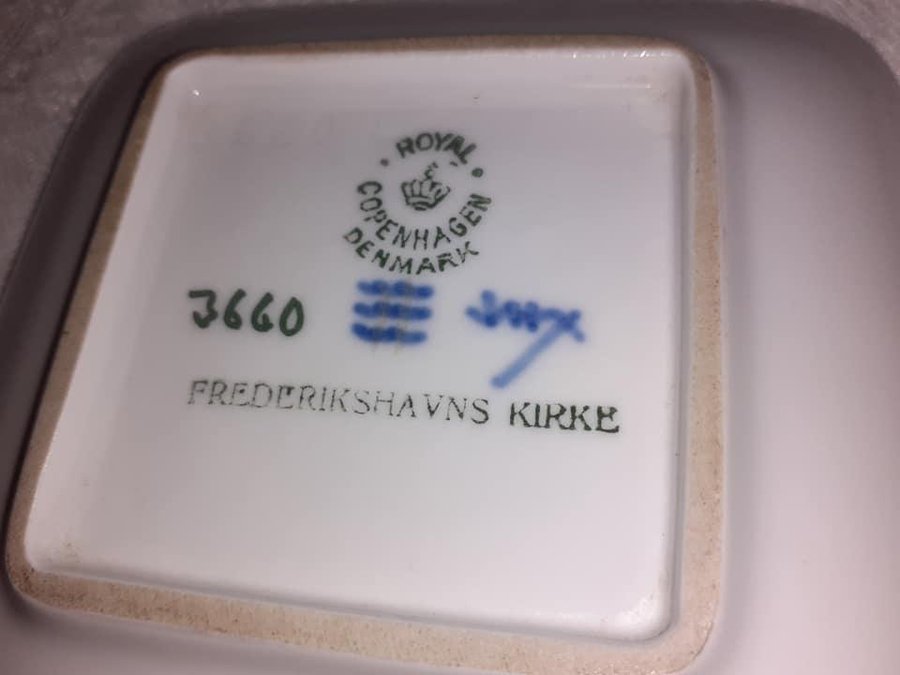 ROYAL
COPENHAGEN
DENMARK
3660
FREDERIKSHAVNS KIRKE